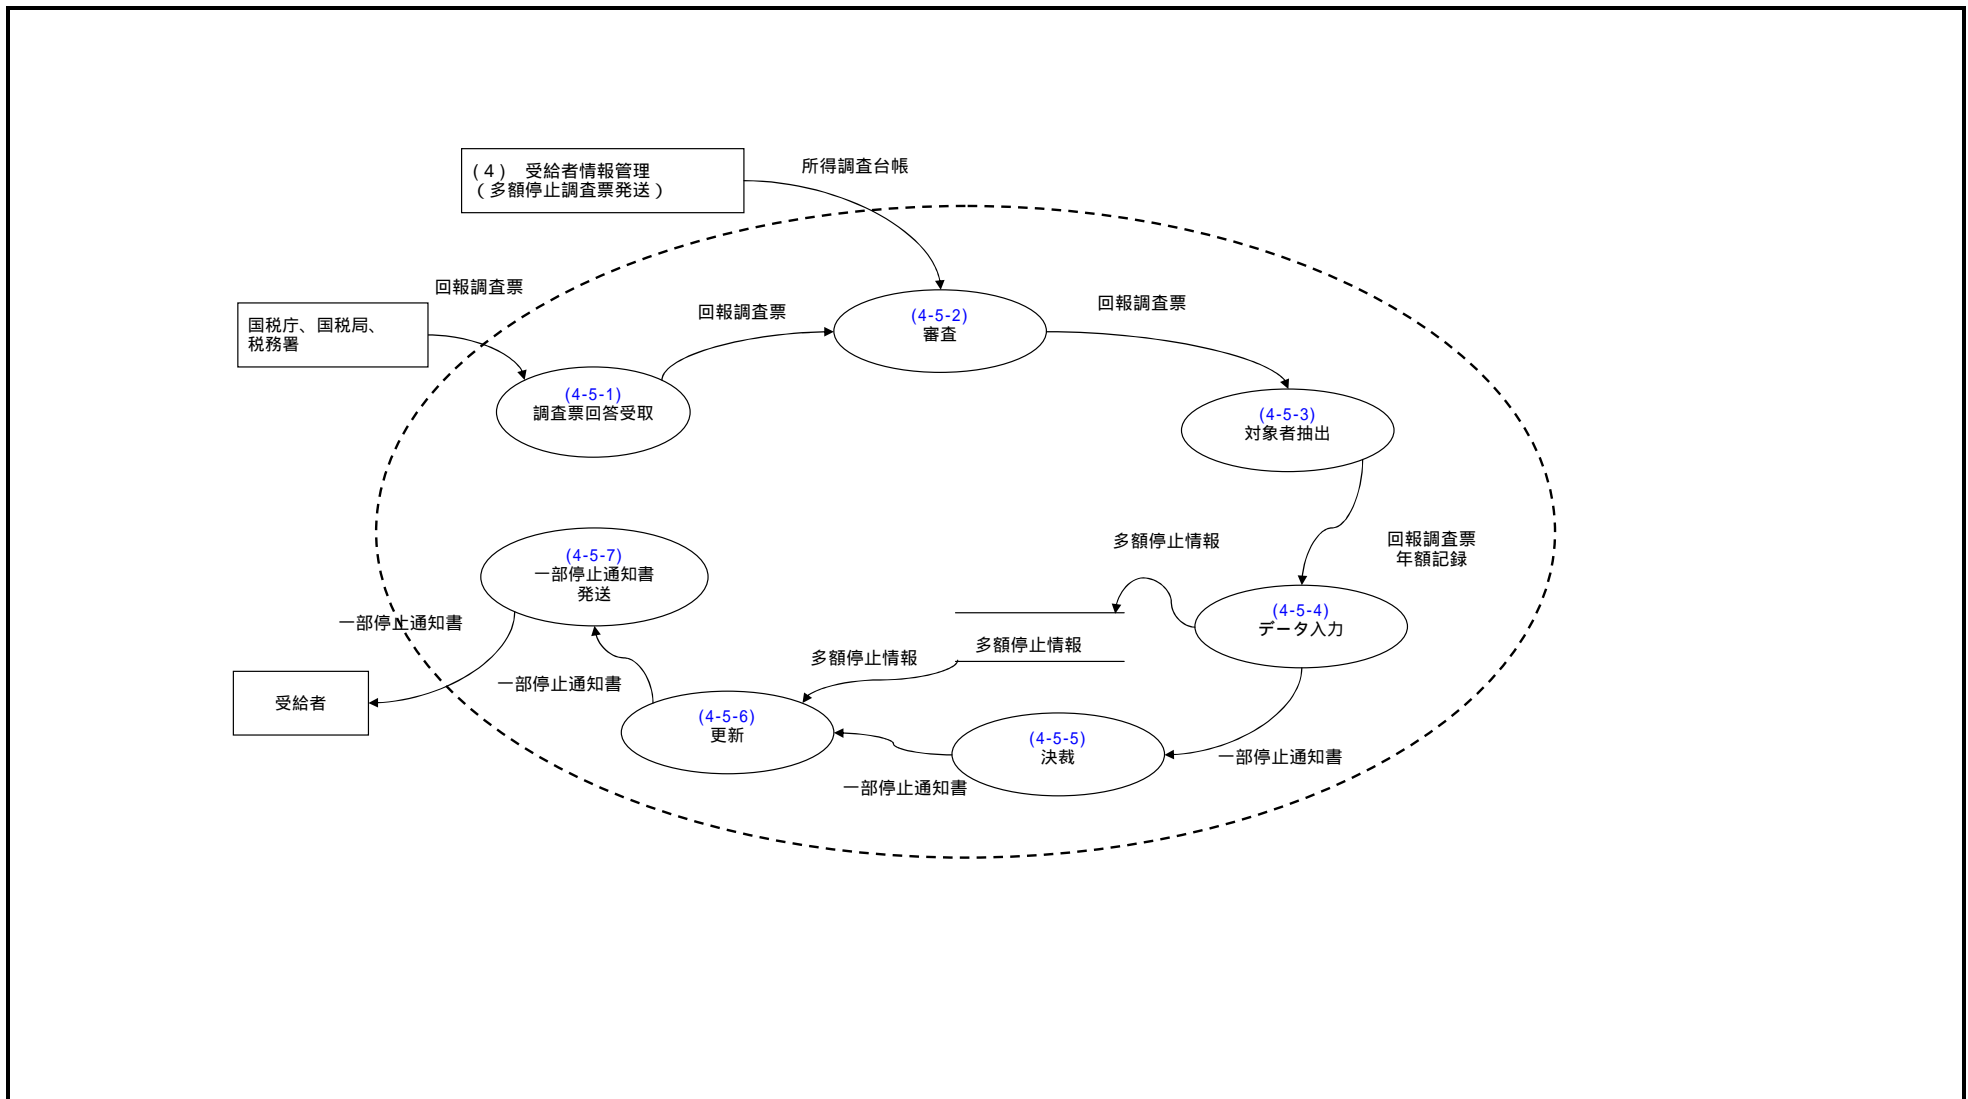 (４)　受給者情報管理
（多額停止調査票発送）
所得調査台帳
回報調査票
国税庁、国税局、
税務署
回報調査票
(4-5-2)
審査
回報調査票
(4-5-1)
調査票回答受取
(4-5-3)
対象者抽出
回報調査票
年額記録
多額停止情報
(4-5-7)
一部停止通知書
発送
(4-5-4)
データ入力
一部停止通知書
多額停止情報
多額停止情報
一部停止通知書
受給者
(4-5-6)
更新
(4-5-5)
決裁
一部停止通知書
一部停止通知書